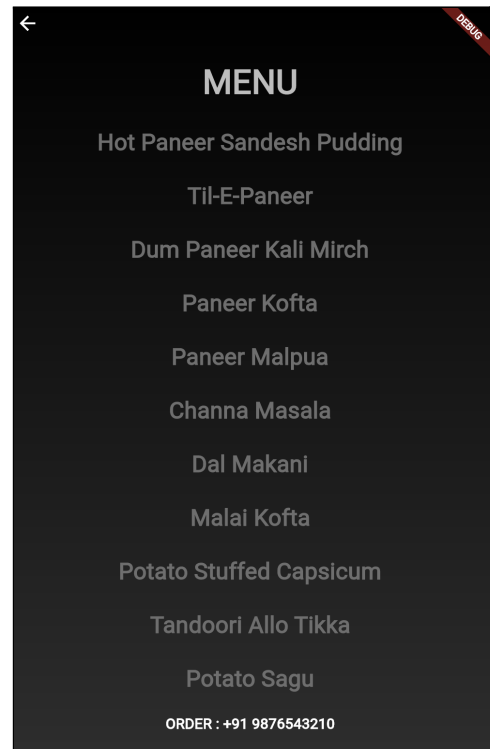 DEBUG
MENU
Hot Paneer Sandesh Pudding
Til-E-Paneer
Dum Paneer Kali Mirch
Paneer Kofta
Paneer Malpua
Channa Masala
Dal Makani
Malai Kofta
Potato Stuffed Capsicum
Tandoori Allo Tikka
Potato Sagu
ORDER : +91 9876543210